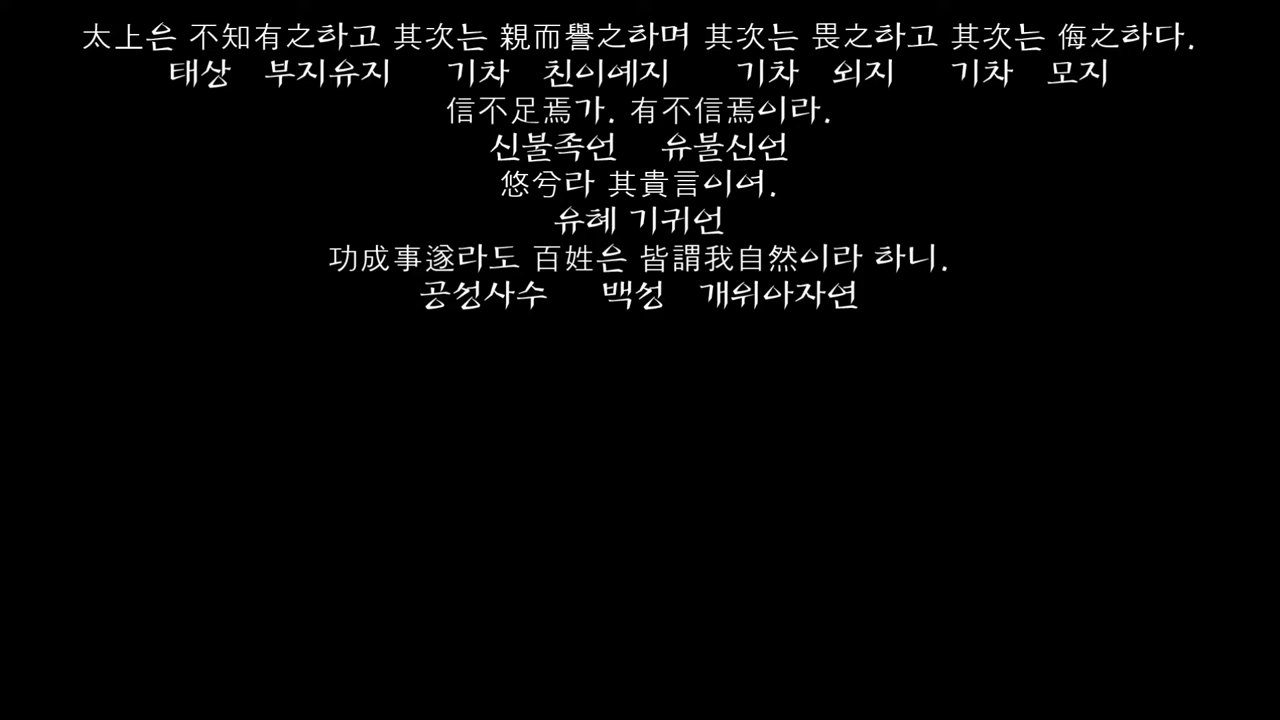 太上은 不知有之하고 其次는 親而譽之하며 其次는 畏之하고 其次는 侮之하다.
태상 부지유지 기차 친이예지 기차 외지 기차 모지
信不足焉가. 有不信焉이라.
신불족언 유불신언
悠兮라 其貴言이여.
유혜 기귀언
功成事遂라도 百姓은 皆謂我自然이라 하니.
공성사수 백성 개위아자연